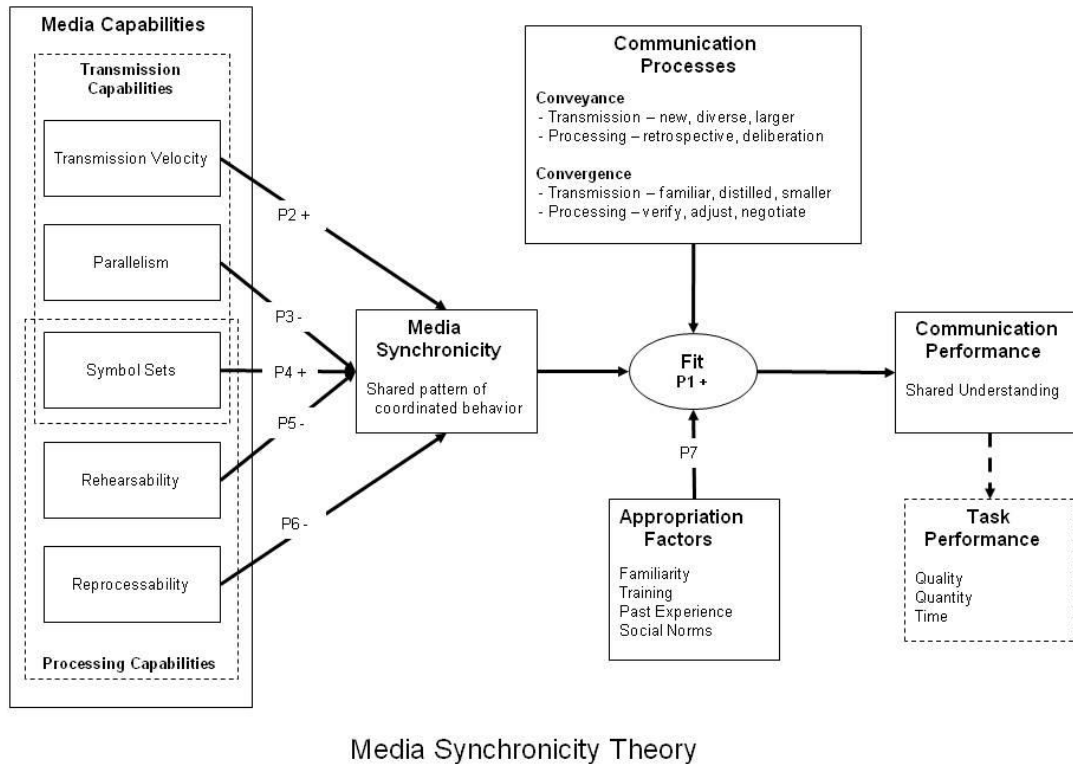 Media Capabilities
Transmission
Capabilities
Transmission Velocity
Parallelism
Symbol Sets
Rehearsability
Reprocessability
Processing Capabilities
P2 +
P3 -
P4 +
P5 -
P6 -
Media
Synchronicity
Shared pattern of
coordinated behavior
Communication
Processes
Conveyance
- Transmission – new, diverse, larger
- Processing – retrospective, deliberation
Convergence
- Transmission – familiar, distilled, smaller
- Processing – verify, adjust, negotiate
Fit
P1 +
P7
Appropriation
Factors
Familiarity
Training
Past Experience
Social Norms
Communication
Performance
Shared Understanding
Task
Performance
Quality
Quantity
Time
Media Synchronicity Theory